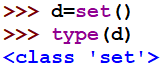 >>> d=set()
>>> type(d)
<class 'set'>